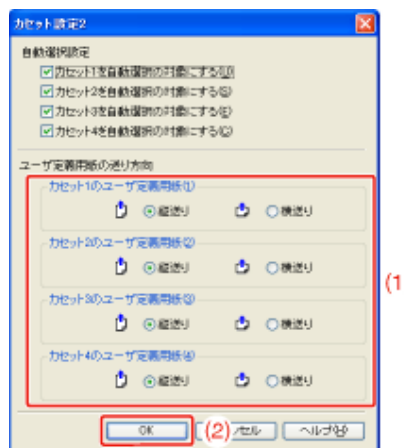 カセット設定2
自動選択設定
カセット1を自動選択の対象にする(U)
カセット2を自動選択の対象にする(G)
カセット3を自動選択の対象にする(E)
カセット4を自動選択の対象にする(C)
ユーザ定義用紙の送り方向
カセット1のユーザ定義用紙(1)
縦送り 横送り
カセット2のユーザ定義用紙(2)
縦送り 横送り
カセット3のユーザ定義用紙(3)
縦送り 横送り
カセット4のユーザ定義用紙(4)
縦送り 横送り
(1
OK (2) ンセル ヘルプ(H)